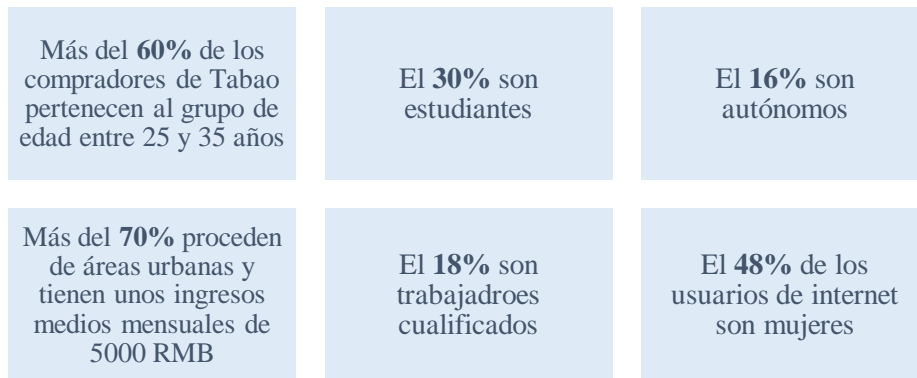 Más del 60% de los
compradores de Tabao
pertenecen al grupo de
edad entre 25 y 35 años
El 30% son
estudiantes
El 16% son
autónomos
Más del 70% proceden
de áreas urbanas y
tienen unos ingresos
medios mensuales de
5000 RMB
El 18% son
trabajadroes
cualificados
El 48% de los
usuarios de internet
son mujeres